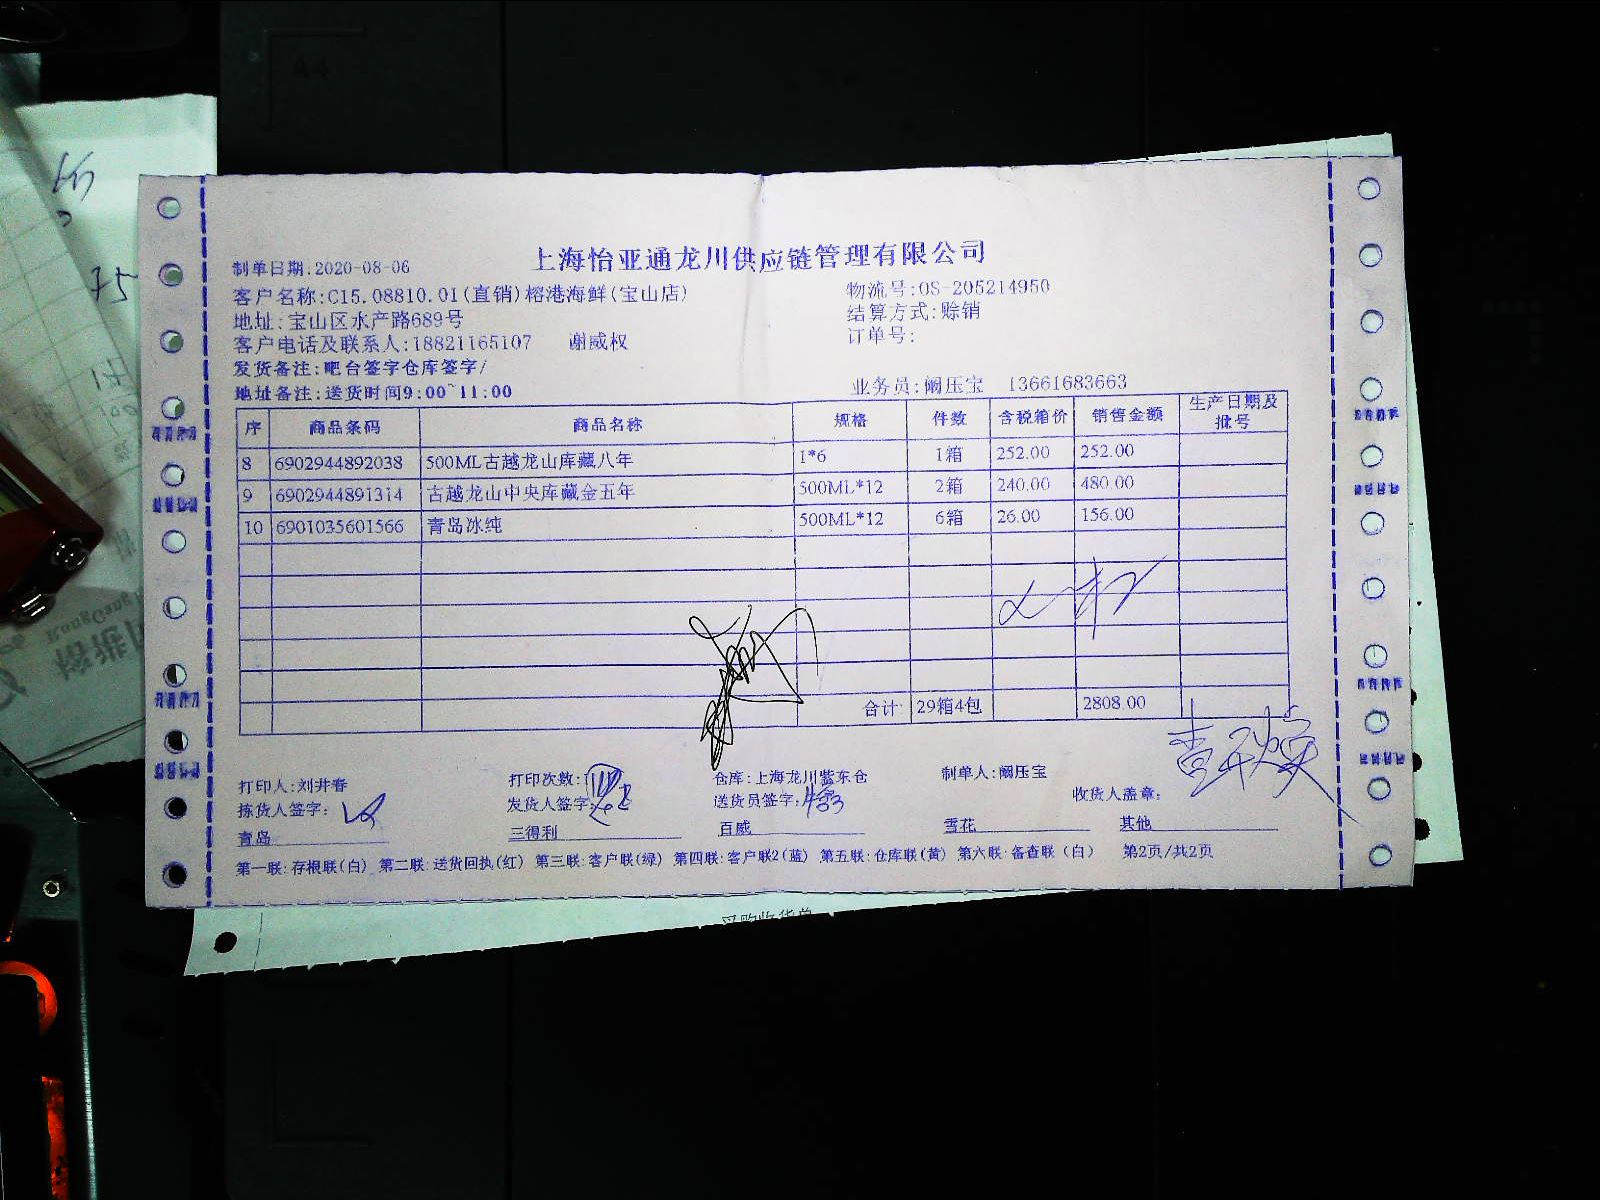 上海怡亚通龙川供应链管理有限公司
制单日期:2020-08-06
客户名称:C15.08810.01(直销)榕港海鲜(宝山店) 物流号:OS-205214950
地址:宝山区水产路689号 结算方式:赊销
客户电话及联系人:18821165107 谢威权 订单号:
发货备注:吧台签字仓库签字/
地址备注:送货时间9:00~11:00 业务员:阚压宝 13661683663
序 商品条码 商品名称 规格 件数 含税箱价 销售金额 生产日期及批号
8 6902944892038 500ML古越龙山库藏八年 1*6 1箱 252.00 252.00
9 6902944891314 古越龙山中央库藏金五年 500ML*12 2箱 240.00 480.00
10 6901035601566 青岛冰纯 500ML*12 6箱 26.00 156.00
合计: 29箱4包 2808.00
打印人:刘井春 打印次数: 仓库:上海龙川紫东仓 制单人:阚压宝
拣货人签字: 发货人签字: 送货员签字: 收货人盖章:
青岛 三得利 百威 雪花 其他
第一联:存根联(白) 第二联:送货回执(红) 第三联:客户联(绿) 第四联:客户联2(蓝) 第五联:仓库联(黄) 第六联:备查联(白) 第2页/共2页